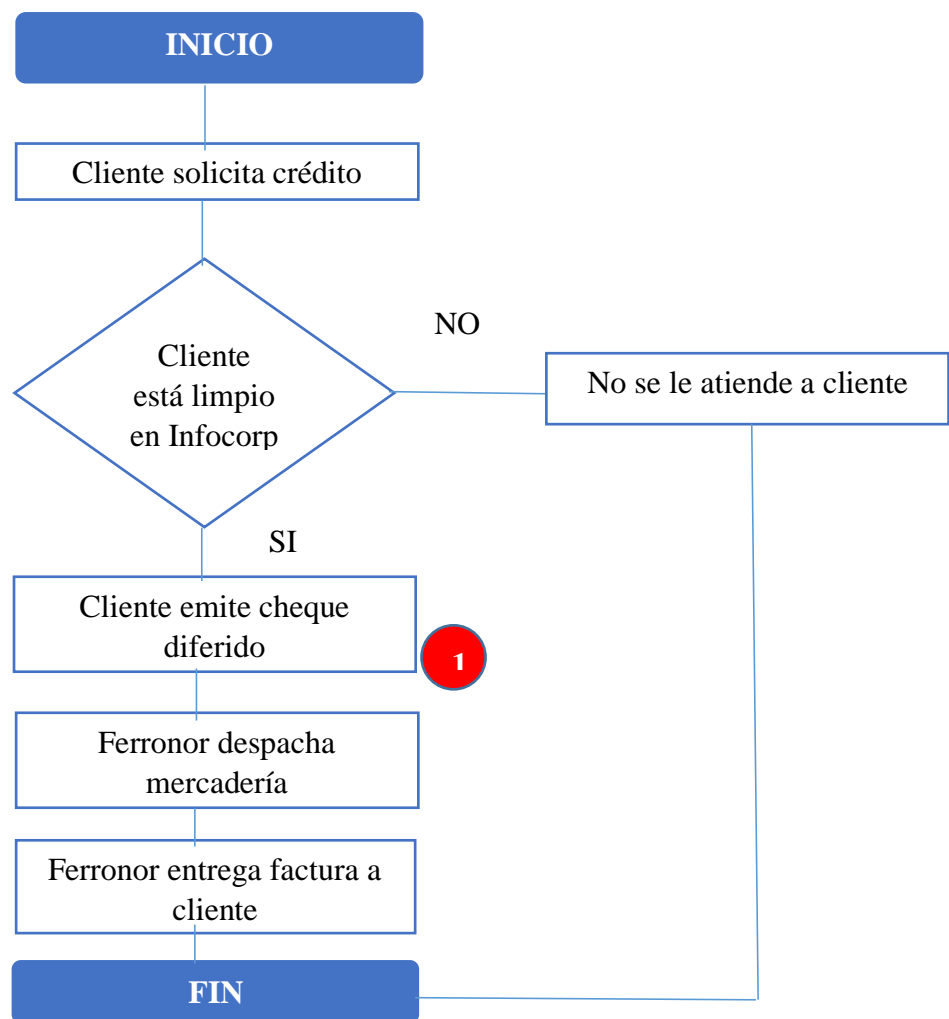 INICIO
Cliente solicita crédito
NO
Cliente
está limpio
en Infocorp
No se le atiende a cliente
SI
Cliente emite cheque
diferido
1
Ferronor despacha
mercadería
Ferronor entrega factura a
cliente
FIN